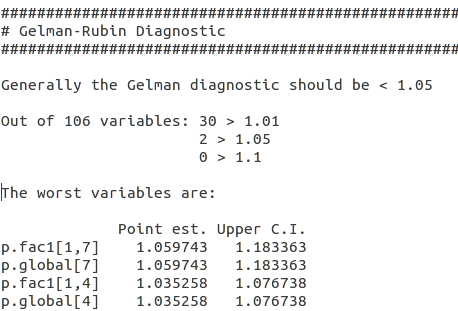 ###################################################
# Gelman-Rubin Diagnostic
###################################################
Generally the Gelman diagnostic should be < 1.05
Out of 106 variables: 30 > 1.01
2 > 1.05
0 > 1.1
The worst variables are:
Point est. Upper C.I.
p.fac1[1,7] 1.059743 1.183363
p.global[7] 1.059743 1.183363
p.fac1[1,4] 1.035258 1.076738
p.global[4] 1.035258 1.076738